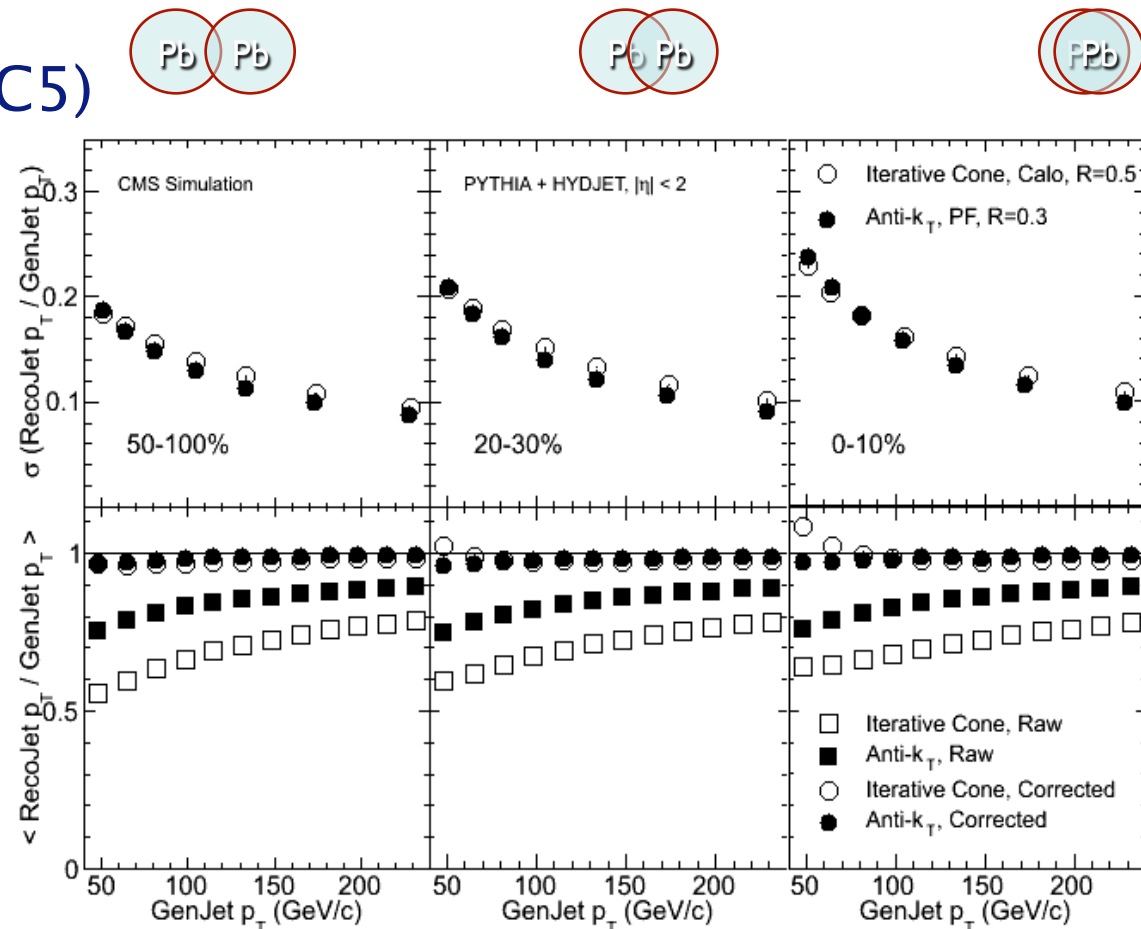 Pb Pb
Pb Pb
Pb Pb
C5)
σ (RecoJet p_T / GenJet p_T)
0.3
0.2
0.1
CMS Simulation
50-100%
PYTHIA + HYDJET, |η| < 2
20-30%
Iterative Cone, Calo, R=0.5
Anti-k_T, PF, R=0.3
0-10%
< RecoJet p_T / GenJet p_T >
1
0.5
0
Iterative Cone, Raw
Anti-k_T, Raw
Iterative Cone, Corrected
Anti-k_T, Corrected
50 100 150 200
GenJet p_T (GeV/c)
50 100 150 200
GenJet p_T (GeV/c)
50 100 150 200
GenJet p_T (GeV/c)